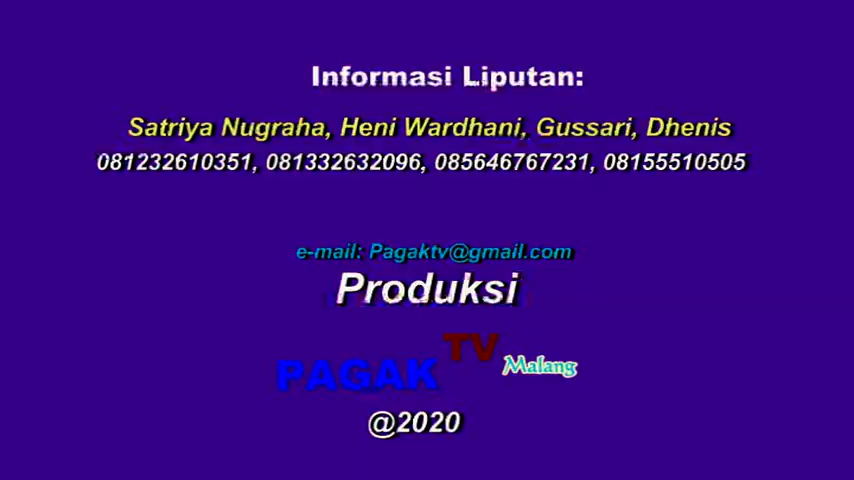 Informasi Liputan:
Satriya Nugraha, Heni Wardhani, Gussari, Dhenis
081232610351, 081332632096, 085646767231, 08155510505
e-mail: Pagaktv@gmail.com
Produksi
PAGAK TV Malang
@2020